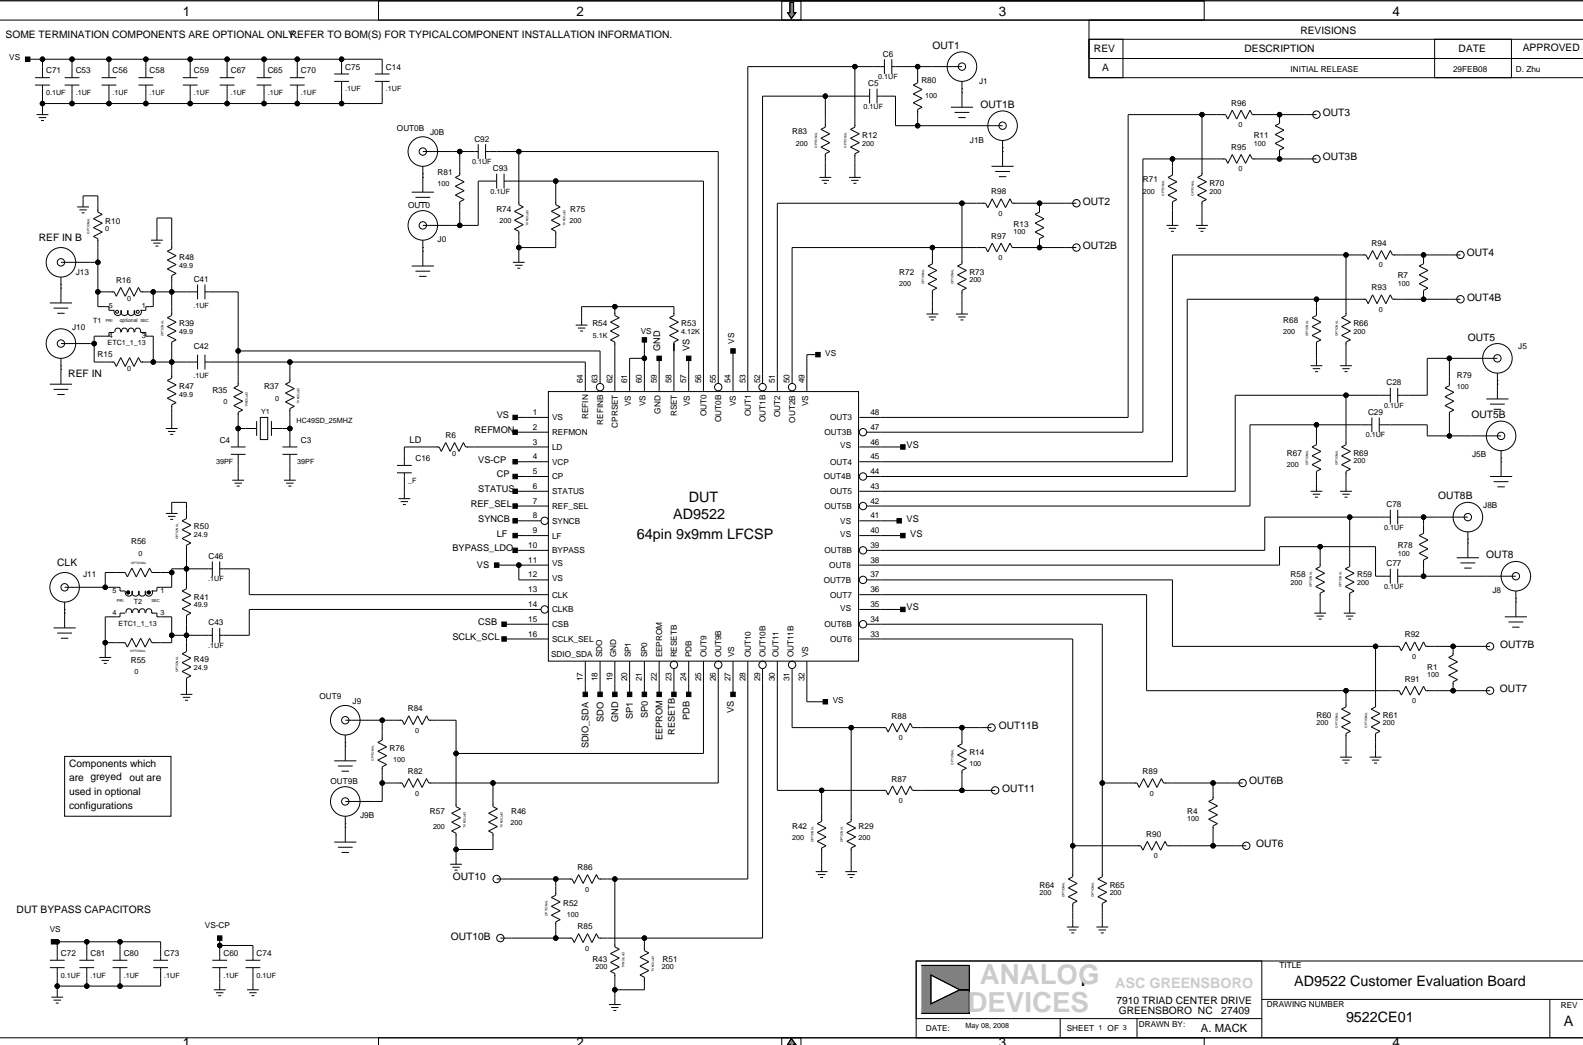 1 2 3 4
SOME TERMINATION COMPONENTS ARE OPTIONAL ONLY REFER TO BOM(S) FOR TYPICALCOMPONENT INSTALLATION INFORMATION.
REVISIONS
REV DESCRIPTION DATE APPROVED
A INITIAL RELEASE 29FEB08 D. Zhu
VS
C71 C53 C56 C58 C59 C67 C65 C70 C75 C14
0.1UF .1UF .1UF .1UF .1UF .1UF .1UF .1UF .1UF .1UF
OUT1
C6
0.1UF
R80
100
J1
C5
0.1UF
OUT1B
J1B
R83
200
R12
200
R96
0
OUT3
R11
100
R95
0
OUT3B
R71
200
R70
200
OUT0B
J0B
C92
0.1UF
R81
100
C93
0.1UF
OUT0
J0
R74
200
R75
200
R98
0
OUT2
R13
100
R97
0
OUT2B
R72
200
R73
200
R94
0
OUT4
R7
100
R93
0
OUT4B
R68
200
R66
200
R10
0
REF IN B
J13
R48
49.9
R16
0
C41
.1UF
5 1
T1 PRI optional SEC
R39
49.9
J10
ETC1_1_13
R15
0
C42
.1UF
REF IN
R47
49.9
R35
0
R37
0
Y1
HC49SD_25MHZ
C4
39PF
C3
39PF
R54
5.1K
R53
4.12K
VS
GND
VS
VS
VS
64 63 62 61 60 59 58 57 56 55 54 53 52 51 50 49
REFIN REFINB CPRSET VS VS GND RSET VS OUT0 OUT0B VS OUT1 OUT1B OUT2 OUT2B VS
OUT5
J5
R79
100
C28
0.1UF
C29
0.1UF
OUT5B
J5B
R67
200
R69
200
VS 1 VS
REFMON 2 REFMON
LD R6 0 3 LD
C16
_F
VS-CP 4 VCP
CP 5 CP
STATUS 6 STATUS
REF_SEL 7 REF_SEL
SYNCB 8 SYNCB
LF 9 LF
BYPASS_LDO 10 BYPASS
VS 11 VS
12 VS
13 CLK
14 CLKB
CSB 15 CSB
SCLK_SCL 16 SCLK_SEL
DUT
AD9522
64pin 9x9mm LFCSP
OUT3 48
OUT3B 47
VS 46 VS
OUT4 45
OUT4B 44
OUT5 43
OUT5B 42
VS 41 VS
VS 40 VS
OUT8B 39
OUT8 38
OUT7B 37
OUT7 36
VS 35 VS
OUT6B 34
OUT6 33
SDIO_SDA SDO GND SP1 SP0 EEPROM RESETB PDB OUT9 OUT9B VS OUT10 OUT10B OUT11 OUT11B VS
17 18 19 20 21 22 23 24 25 26 27 28 29 30 31 32
SDIO_SDA SDO GND SP1 SP0 EEPROM RESETB PDB VS VS
R50
24.9
R56
0
CLK
J11
C46
.1UF
5 1
PRI T2 SEC
R41
49.9
4 3
ETC1_1_13
C43
.1UF
R55
0
R49
24.9
C78
0.1UF
OUT8B
J8B
R78
100
C77
0.1UF
OUT8
J8
R58
200
R59
200
R92
0
OUT7B
R1
100
R91
0
OUT7
R60
200
R61
200
OUT9
J9
R84
0
R76
100
R82
0
OUT9B
J9B
R57
200
R46
200
R88
0
OUT11B
R14
100
R87
0
OUT11
R42
200
R29
200
R89
0
OUT6B
R4
100
R90
0
OUT6
R64
200
R65
200
Components which
are greyed out are
used in optional
configurations
OUT10
R86
0
R52
100
R85
0
OUT10B
R43
200
R51
200
DUT BYPASS CAPACITORS
VS
C72 C81 C80 C73
0.1UF .1UF .1UF .1UF
VS-CP
C60 C74
.1UF 0.1UF
ANALOG
DEVICES
ASC GREENSBORO
7910 TRIAD CENTER DRIVE
GREENSBORO NC 27409
TITLE
AD9522 Customer Evaluation Board
DRAWING NUMBER
9522CE01
REV
A
DATE: May 08, 2008
SHEET 1 OF 3
DRAWN BY: A. MACK
1 2 3 4